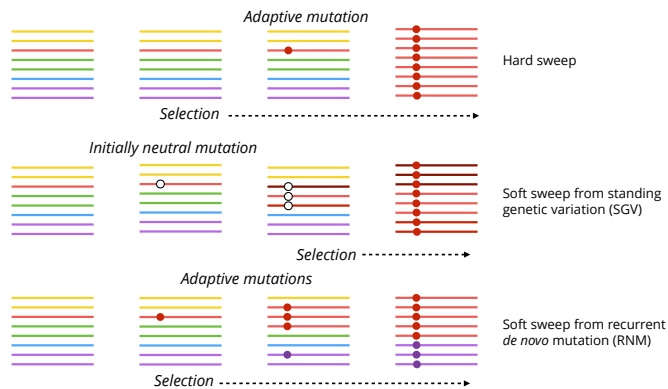 Adaptive mutation
Hard sweep
Selection
Initially neutral mutation
Soft sweep from standing
genetic variation (SGV)
Selection
Adaptive mutations
Soft sweep from recurrent
de novo mutation (RNM)
Selection